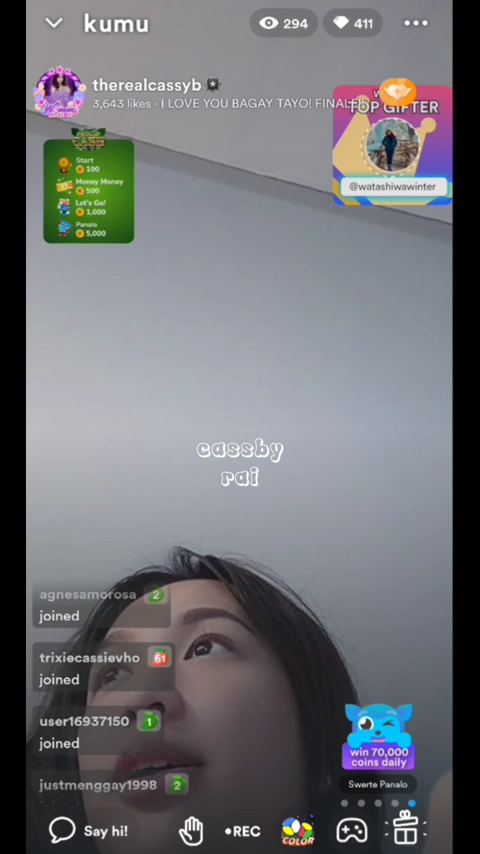 kumu
294
411
therealcassyb
3,643 likes · I LOVE YOU BAGAY TAYO! FINAL
TOP GIFTER
@watashiwawinter
Start
100
Money Money
500
Let's Go!
1,000
Panalo
5,000
cassby
rai
agnesamorosa 2
joined
trixiecassievho 61
joined
user16937150 1
joined
justmenggay1998 2
win 70,000
coins daily
Swerte Panalo
Say hi!
•REC
COLOR